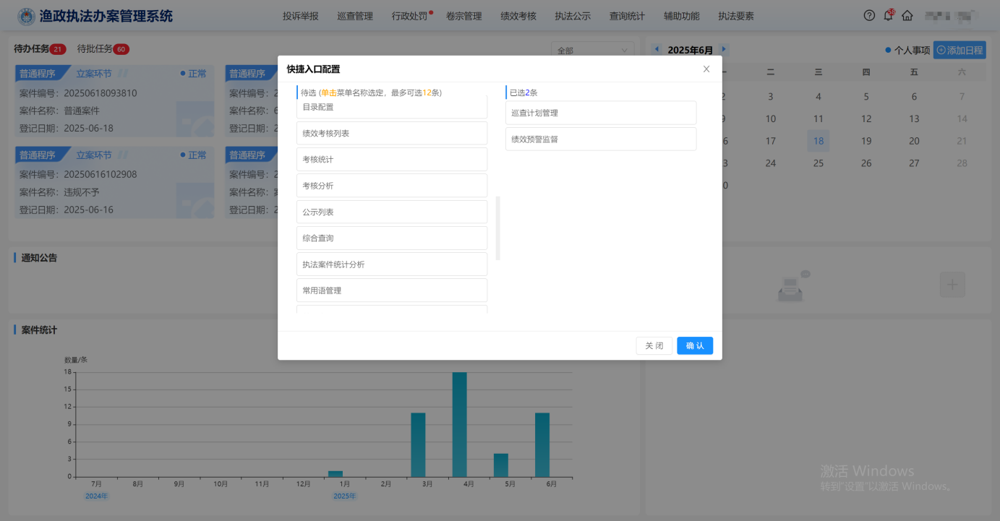 渔政执法办案管理系统
投诉举报 巡查管理 行政处罚 卷宗管理 绩效考核 执法公示 查询统计 辅助功能 执法要素
待办任务 21 待批任务 60
全部
普通程序 立案环节 正常
案件编号：20250618093810
案件名称：普通案件
登记日期：2025-06-18
普通程序
案件编号：2
案件名称：6
登记日期：2
普通程序 立案环节 正常
案件编号：20250616102908
案件名称：违规不予
登记日期：2025-06-16
普通程序
案件编号：2
案件名称：
登记日期：2
快捷入口配置
待选 (单击菜单名称选定，最多可选12条)
目录配置
绩效考核列表
考核统计
考核分析
公示列表
综合查询
执法案件统计分析
常用语管理
已选2条
巡查计划管理
绩效预警监督
关 闭 确 认
2025年6月 个人事项 添加日程
一 二 三 四 五 六
2 3 4 5 6 7
9 10 11 12 13 14
6 17 18 19 20 21
3 24 25 26 27 28
0
通知公告
案件统计
数量/条
18
15
12
9
6
3
0
7月 8月 9月 10月 11月 12月 1月 2月 3月 4月 5月 6月
2024年 2025年
激活 Windows
转到"设置"以激活 Windows。